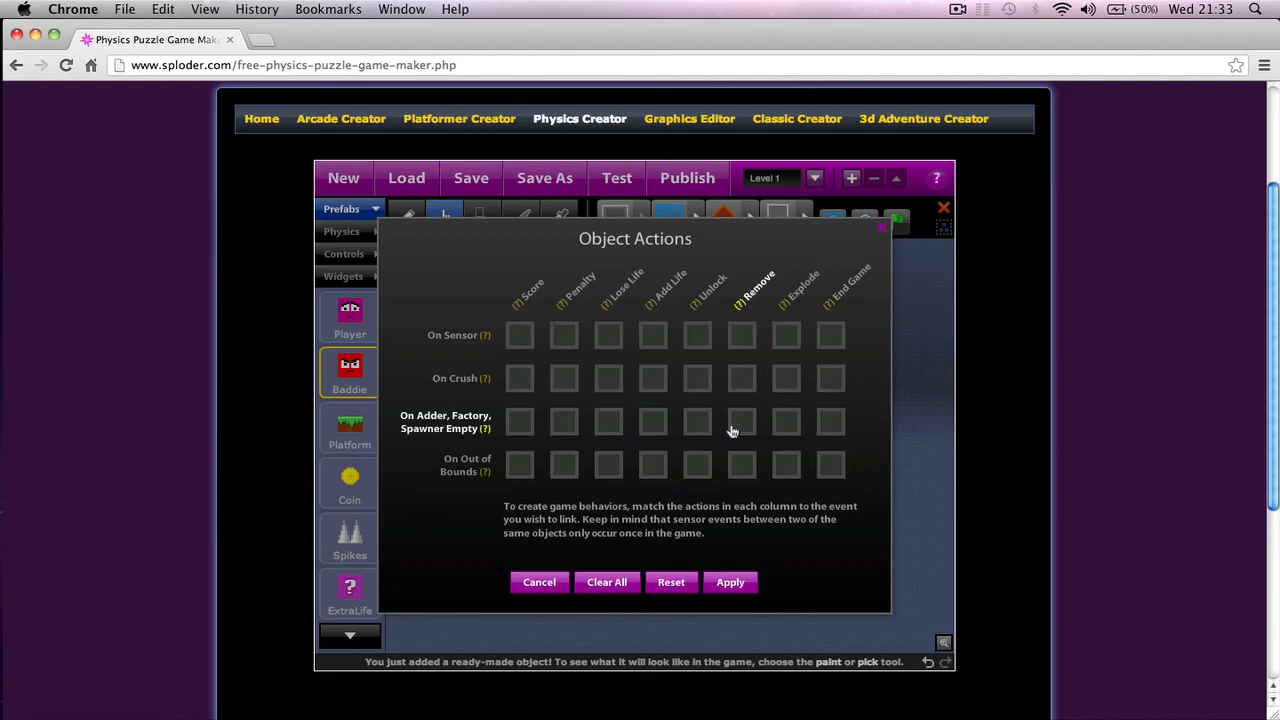 Chrome File Edit View History Bookmarks Window Help (50%) Wed 21:33
Physics Puzzle Game Make
www.sploder.com/free-physics-puzzle-game-maker.php
Home Arcade Creator Platformer Creator Physics Creator Graphics Editor Classic Creator 3d Adventure Creator
New Load Save Save As Test Publish Level 1 ?
Prefabs
Physics
Controls
Widgets
Player
Baddie
Platform
Coin
Spikes
?
ExtraLife
Object Actions
(?) Score (?) Penalty (?) Lose Life (?) Add Life (?) Unlock (?) Remove (?) Explode (?) End Game
On Sensor (?)
On Crush (?)
On Adder, Factory,
Spawner Empty (?)
On Out of
Bounds (?)
To create game behaviors, match the actions in each column to the event
you wish to link. Keep in mind that sensor events between two of the
same objects only occur once in the game.
Cancel Clear All Reset Apply
You just added a ready-made object! To see what it will look like in the game, choose the paint or pick tool.